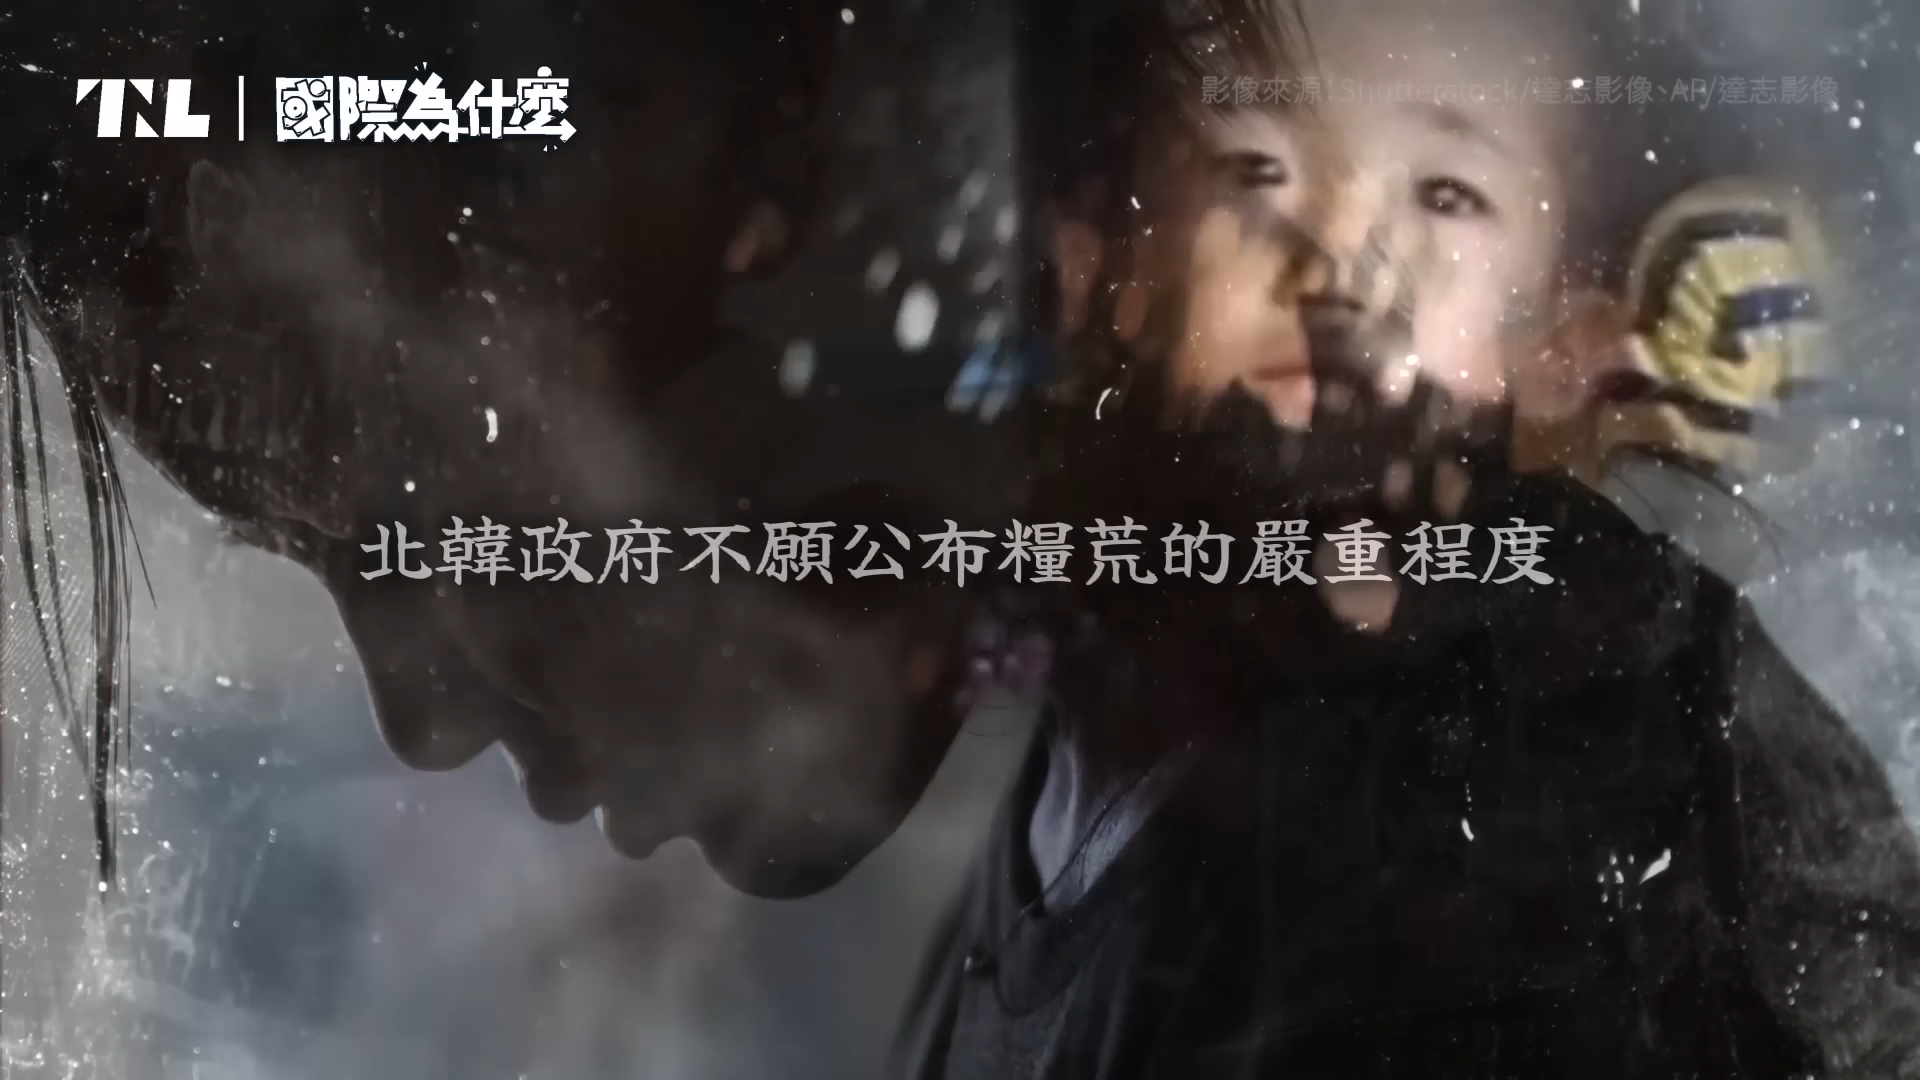 TNL 國際為什麼
影像來源:Shutterstock/達志影像、AP/達志影像
北韓政府不願公布糧荒的嚴重程度